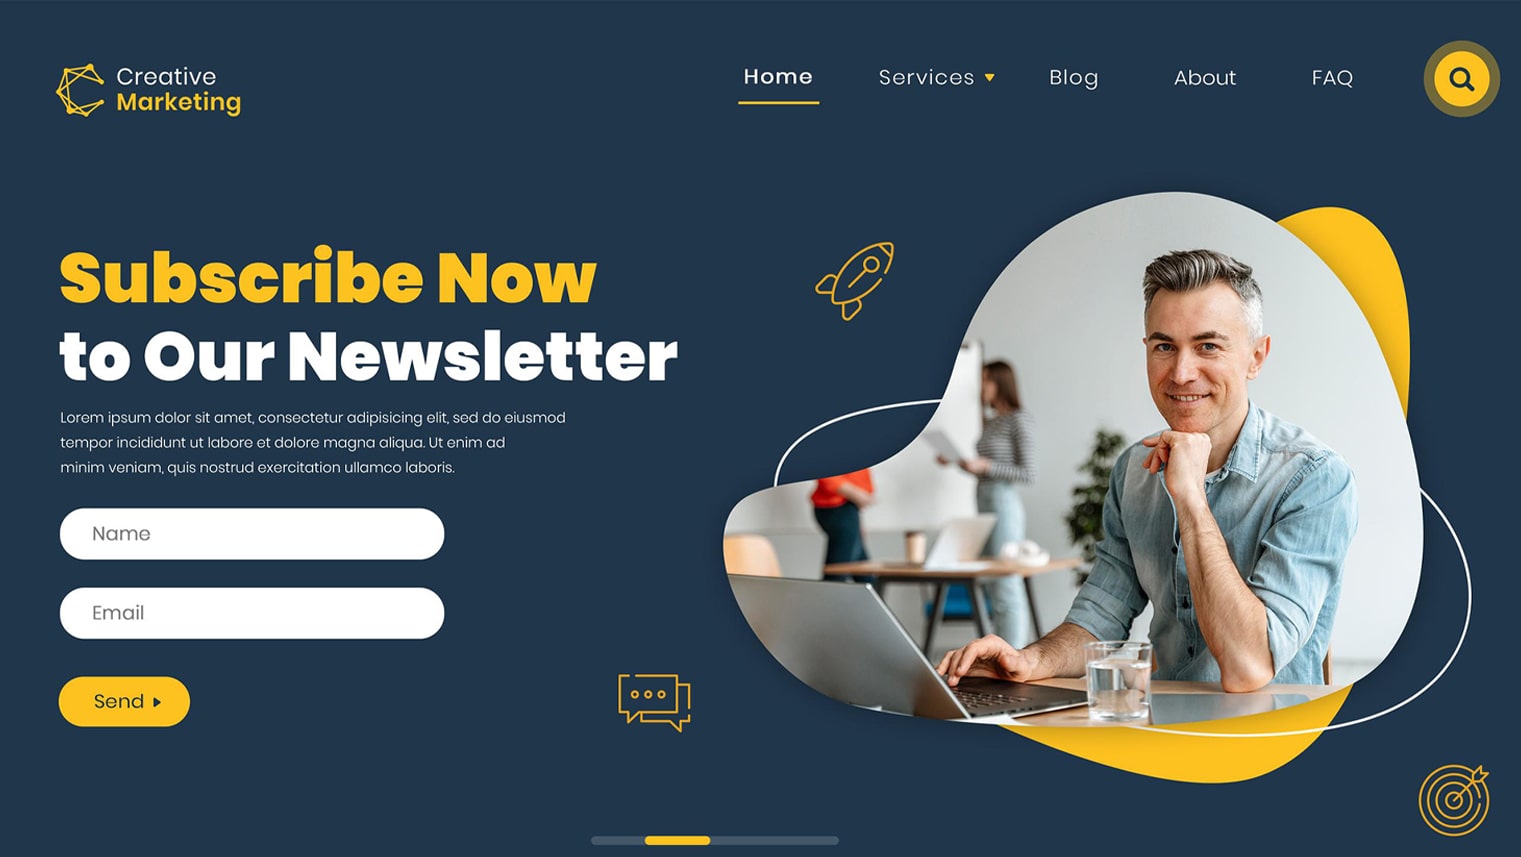 Creative
Marketing
Home Services Blog About FAQ
Subscribe Now
to Our Newsletter
Lorem ipsum dolor sit amet, consectetur adipisicing elit, sed do eiusmod
tempor incididunt ut labore et dolore magna aliqua. Ut enim ad
minim veniam, quis nostrud exercitation ullamco laboris.
Name
Email
Send